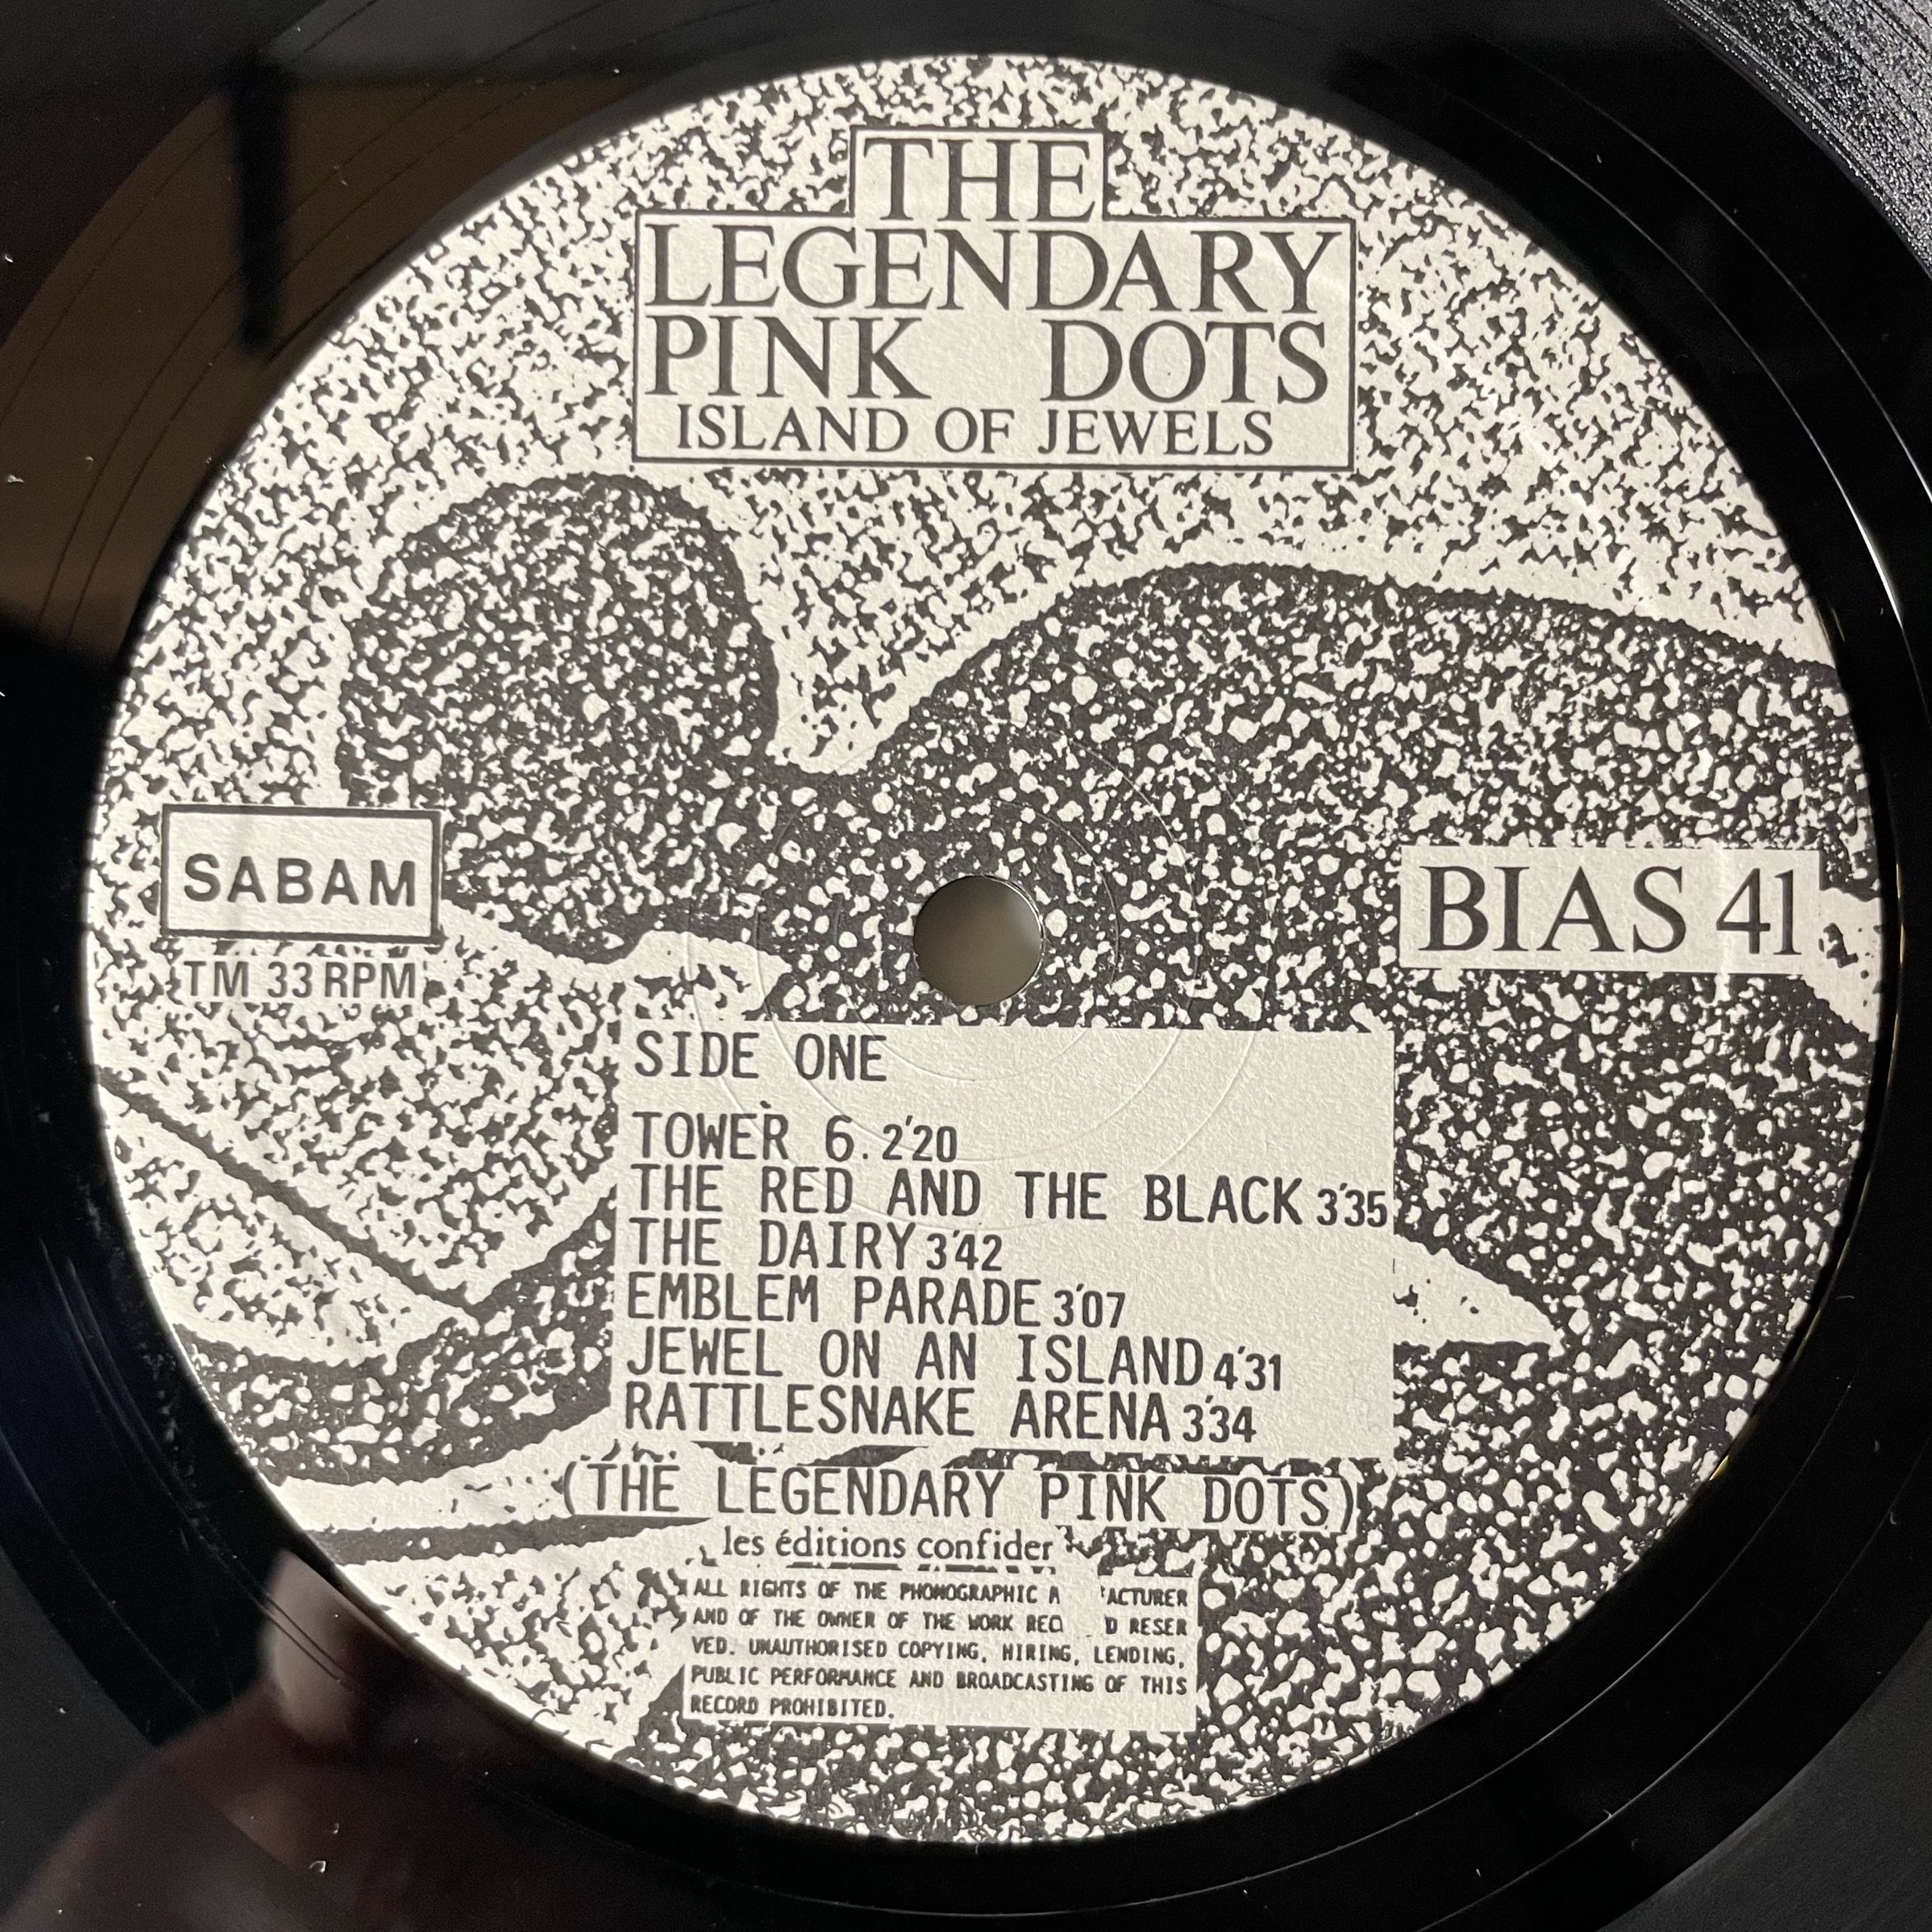 THE
LEGENDARY
PINK DOTS
ISLAND OF JEWELS
SABAM
TM 33 RPM
BIAS 41
SIDE ONE
TOWER 6. 2'20
THE RED AND THE BLACK 3'35
THE DAIRY 3'42
EMBLEM PARADE 3'07
JEWEL ON AN ISLAND 4'31
RATTLESNAKE ARENA 3'34
(THE LEGENDARY PINK DOTS)
les éditions confider
ALL RIGHTS OF THE PHONOGRAPHIC
AND OF THE OWNER OF THE WORK RESER
VED. UNAUTHORISED COPYING, HIRING, LENDING,
PUBLIC PERFORMANCE AND BROADCASTING OF THIS
RECORD PROHIBITED.